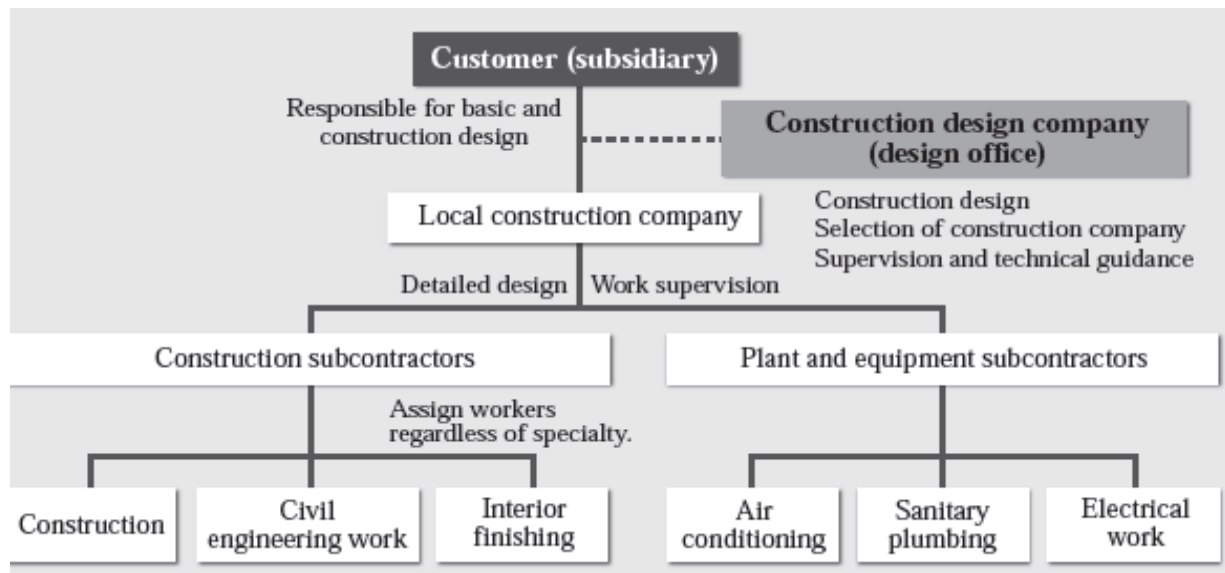 Customer (subsidiary)
Responsible for basic and
construction design
Construction design company
(design office)
Construction design
Selection of construction company
Supervision and technical guidance
Local construction company
Detailed design
Work supervision
Construction subcontractors
Plant and equipment subcontractors
Assign workers
regardless of specialty.
Construction
Civil
engineering work
Interior
finishing
Air
conditioning
Sanitary
plumbing
Electrical
work